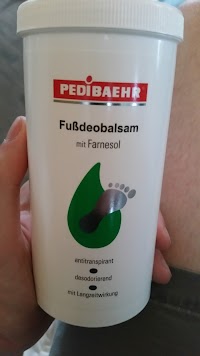 PEDIBAEHR
Fußdeobalsam
mit Farnesol
antitranspirant
desodorierend
mit Langzeitwirkung